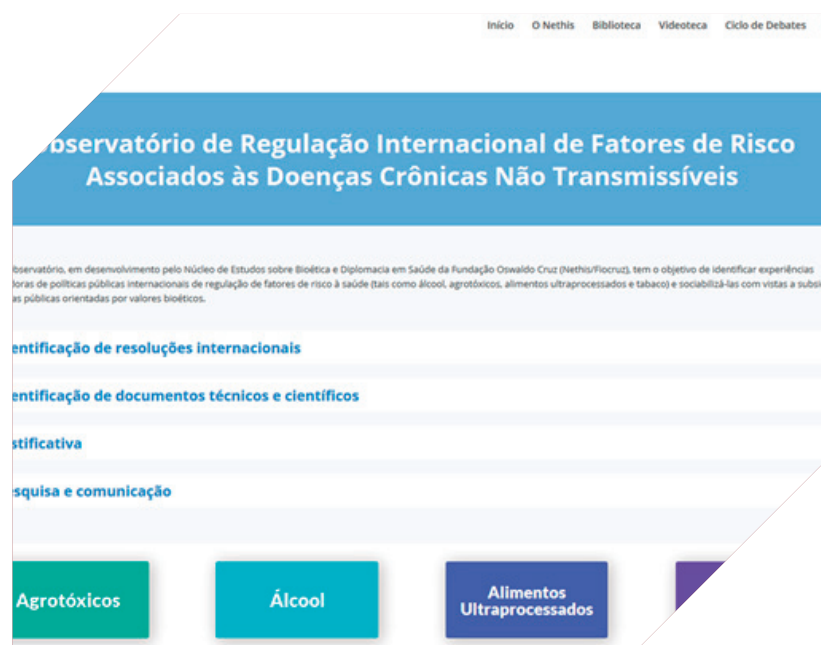 Início O Nethis Biblioteca Videoteca Ciclo de Debates
bservatório de Regulação Internacional de Fatores de Risco
Associados às Doenças Crônicas Não Transmissíveis
bservatório, em desenvolvimento pelo Núcleo de Estudos sobre Bioética e Diplomacia em Saúde da Fundação Oswaldo Cruz (Nethis/Fiocruz), tem o objetivo de identificar experiências
doras de políticas públicas internacionais de regulação de fatores de risco à saúde (tais como álcool, agrotóxicos, alimentos ultraprocessados e tabaco) e sociabilizá-las com vistas a subsi
as públicas orientadas por valores bioéticos.
entificação de resoluções internacionais
entificação de documentos técnicos e científicos
stificativa
esquisa e comunicação
Agrotóxicos
Álcool
Alimentos
Ultraprocessados